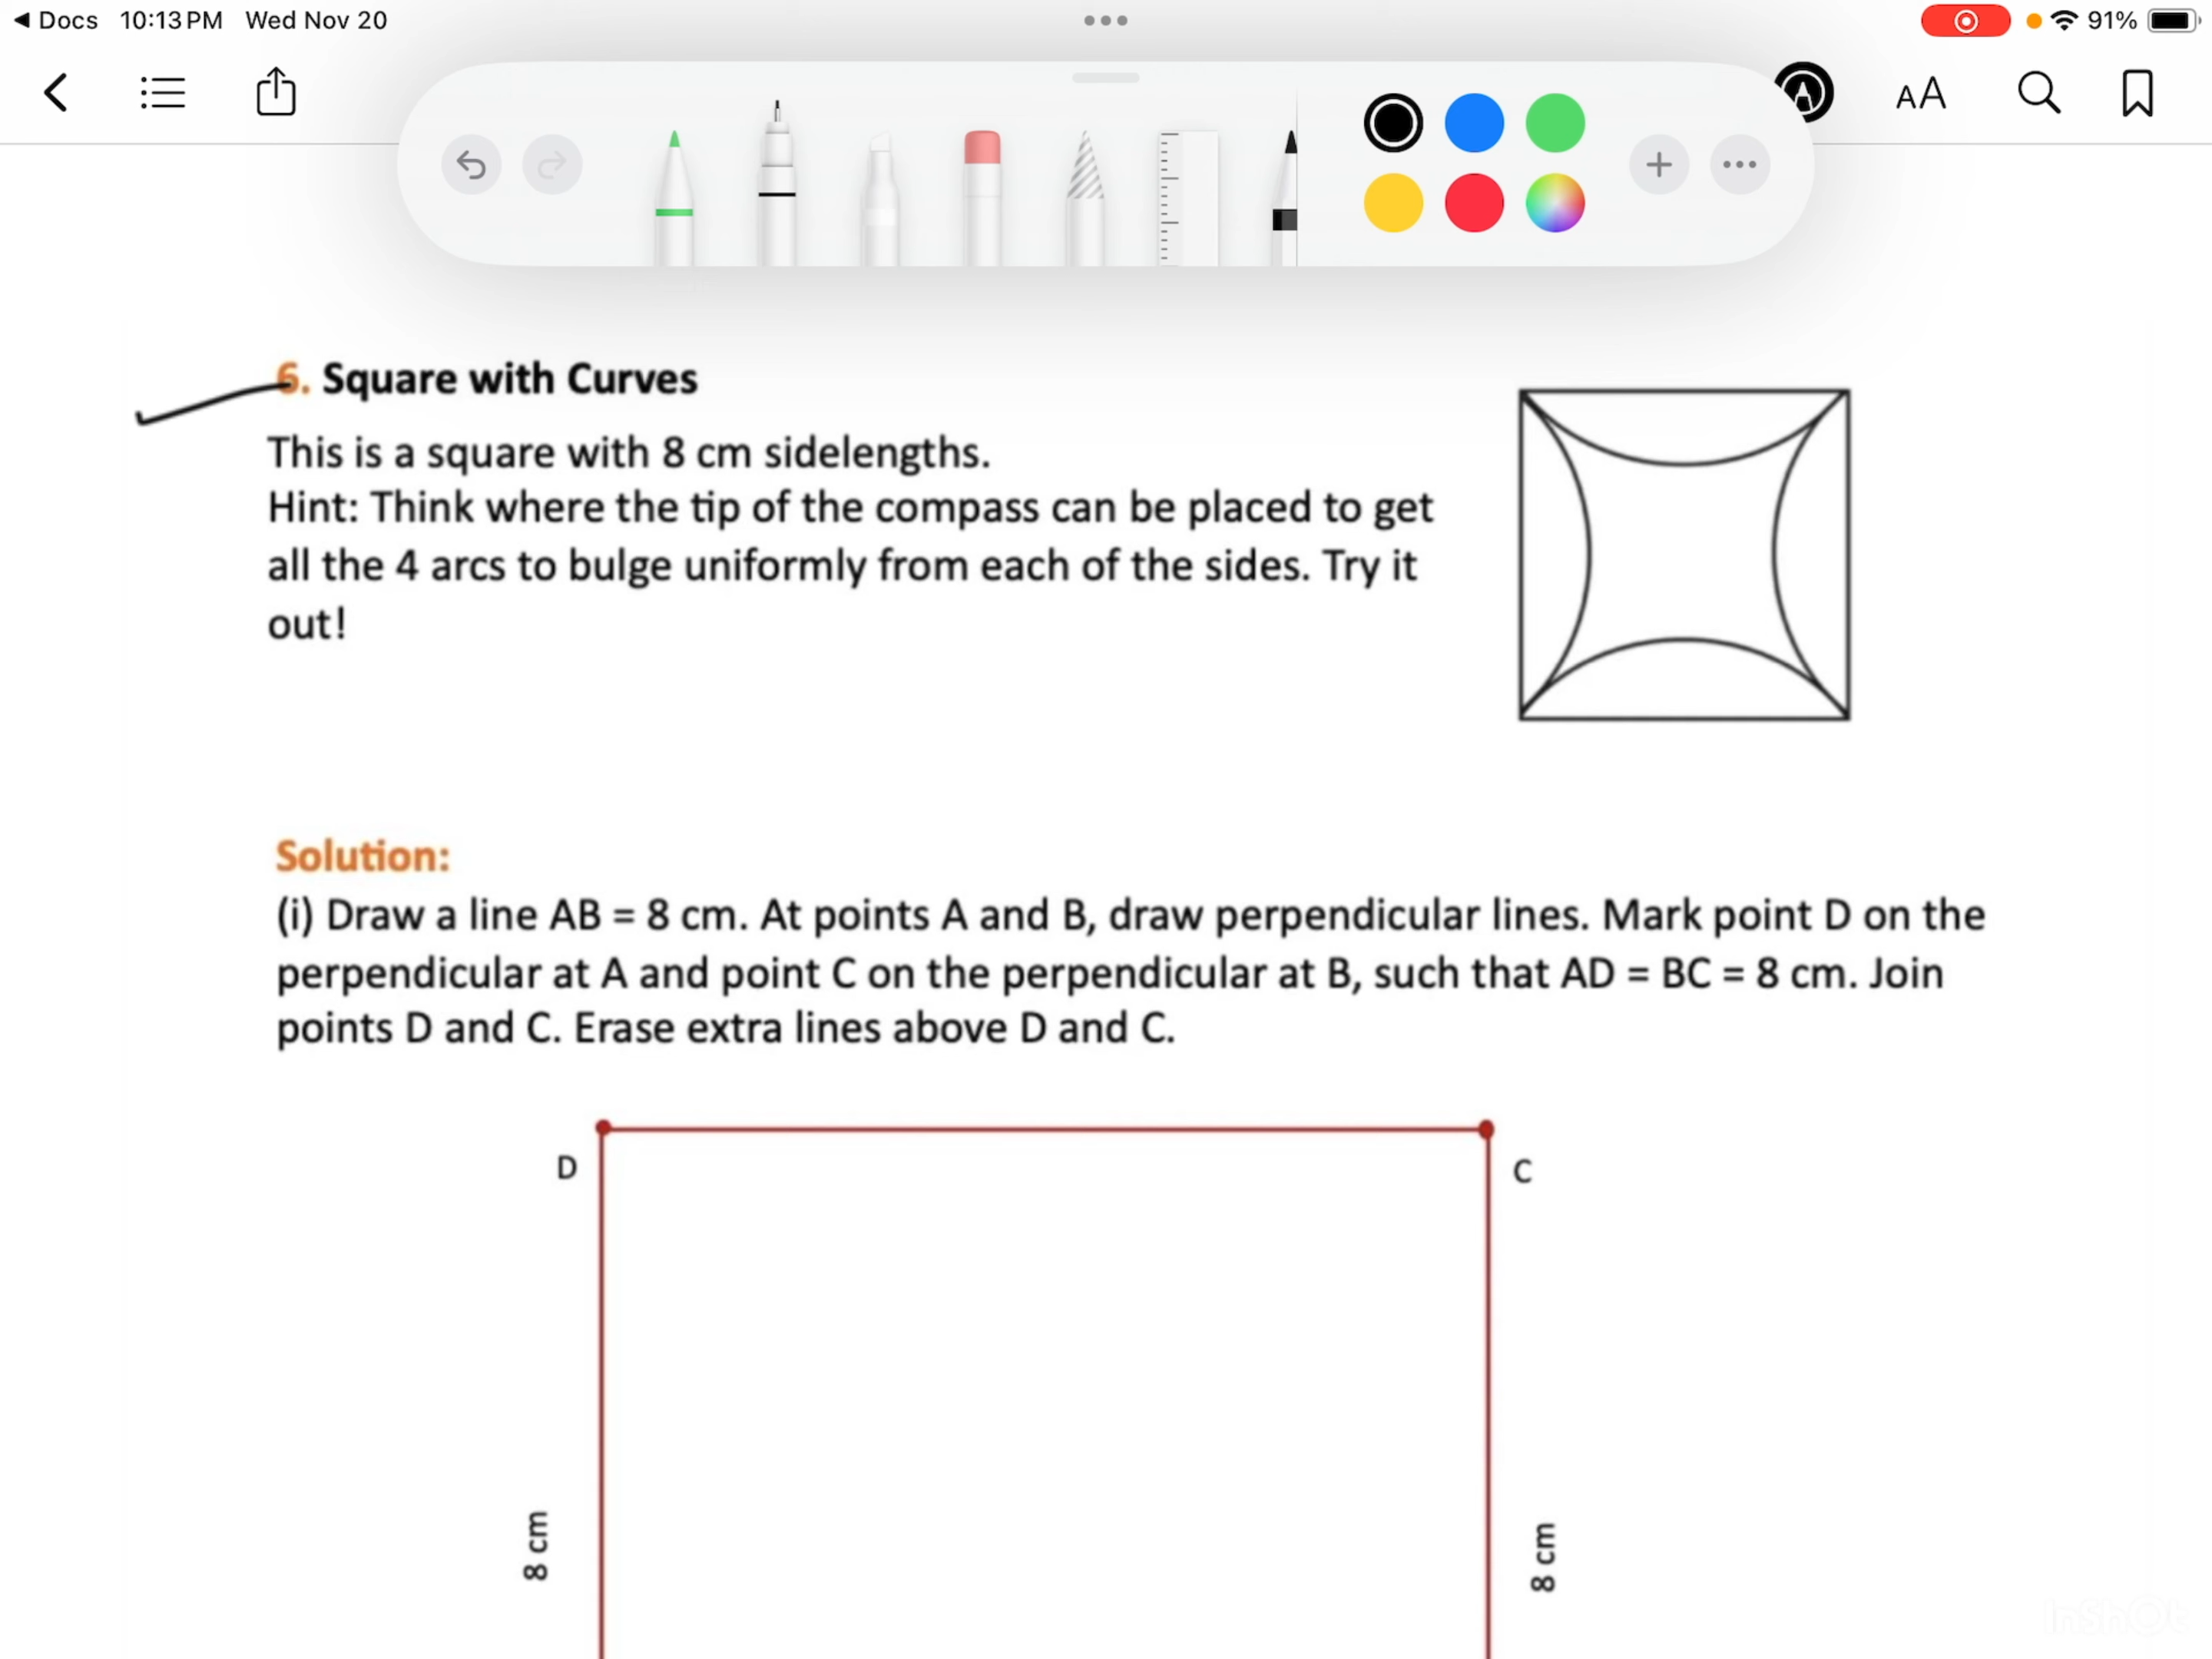 Docs 10:13 PM Wed Nov 20
91%
AA
6. Square with Curves
This is a square with 8 cm sidelengths.
Hint: Think where the tip of the compass can be placed to get
all the 4 arcs to bulge uniformly from each of the sides. Try it
out!
Solution:
(i) Draw a line AB = 8 cm. At points A and B, draw perpendicular lines. Mark point D on the
perpendicular at A and point C on the perpendicular at B, such that AD = BC = 8 cm. Join
points D and C. Erase extra lines above D and C.
D
C
8 cm
8 cm
InShOt